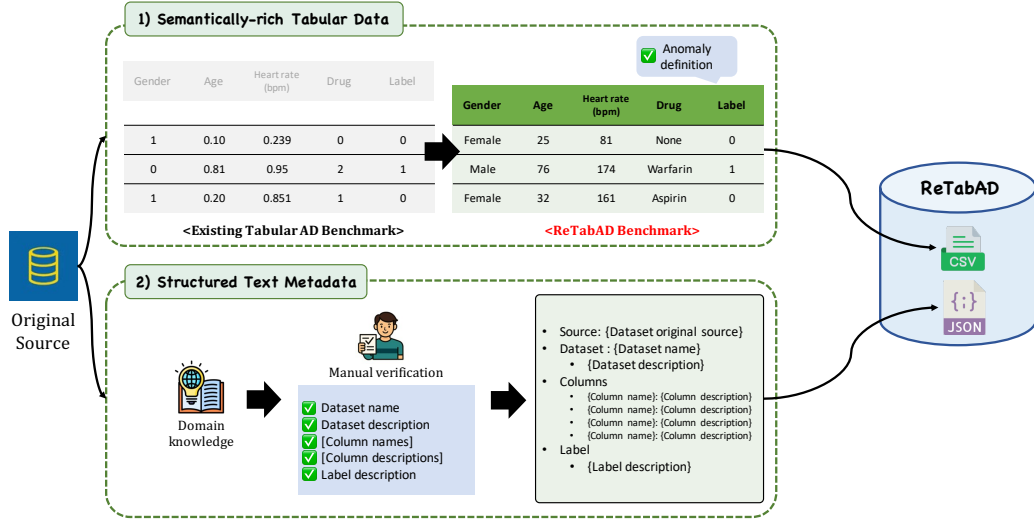 1) Semantically-rich Tabular Data
✅ Anomaly
definition
Gender Age Heart rate (bpm) Drug Label
1 0.10 0.239 0 0
0 0.81 0.95 2 1
1 0.20 0.851 1 0
<Existing Tabular AD Benchmark>
Gender Age Heart rate (bpm) Drug Label
Female 25 81 None 0
Male 76 174 Warfarin 1
Female 32 161 Aspirin 0
<ReTabAD Benchmark>
Original
Source
2) Structured Text Metadata
Domain
knowledge
Manual verification
✅ Dataset name
✅ Dataset description
✅ [Column names]
✅ [Column descriptions]
✅ Label description
• Source: {Dataset original source}
• Dataset : {Dataset name}
• {Dataset description}
• Columns
• {Column name}: {Column description}
• {Column name}: {Column description}
• {Column name}: {Column description}
• {Column name}: {Column description}
• Label
• {Label description}
ReTabAD
CSV
{;}
JSON